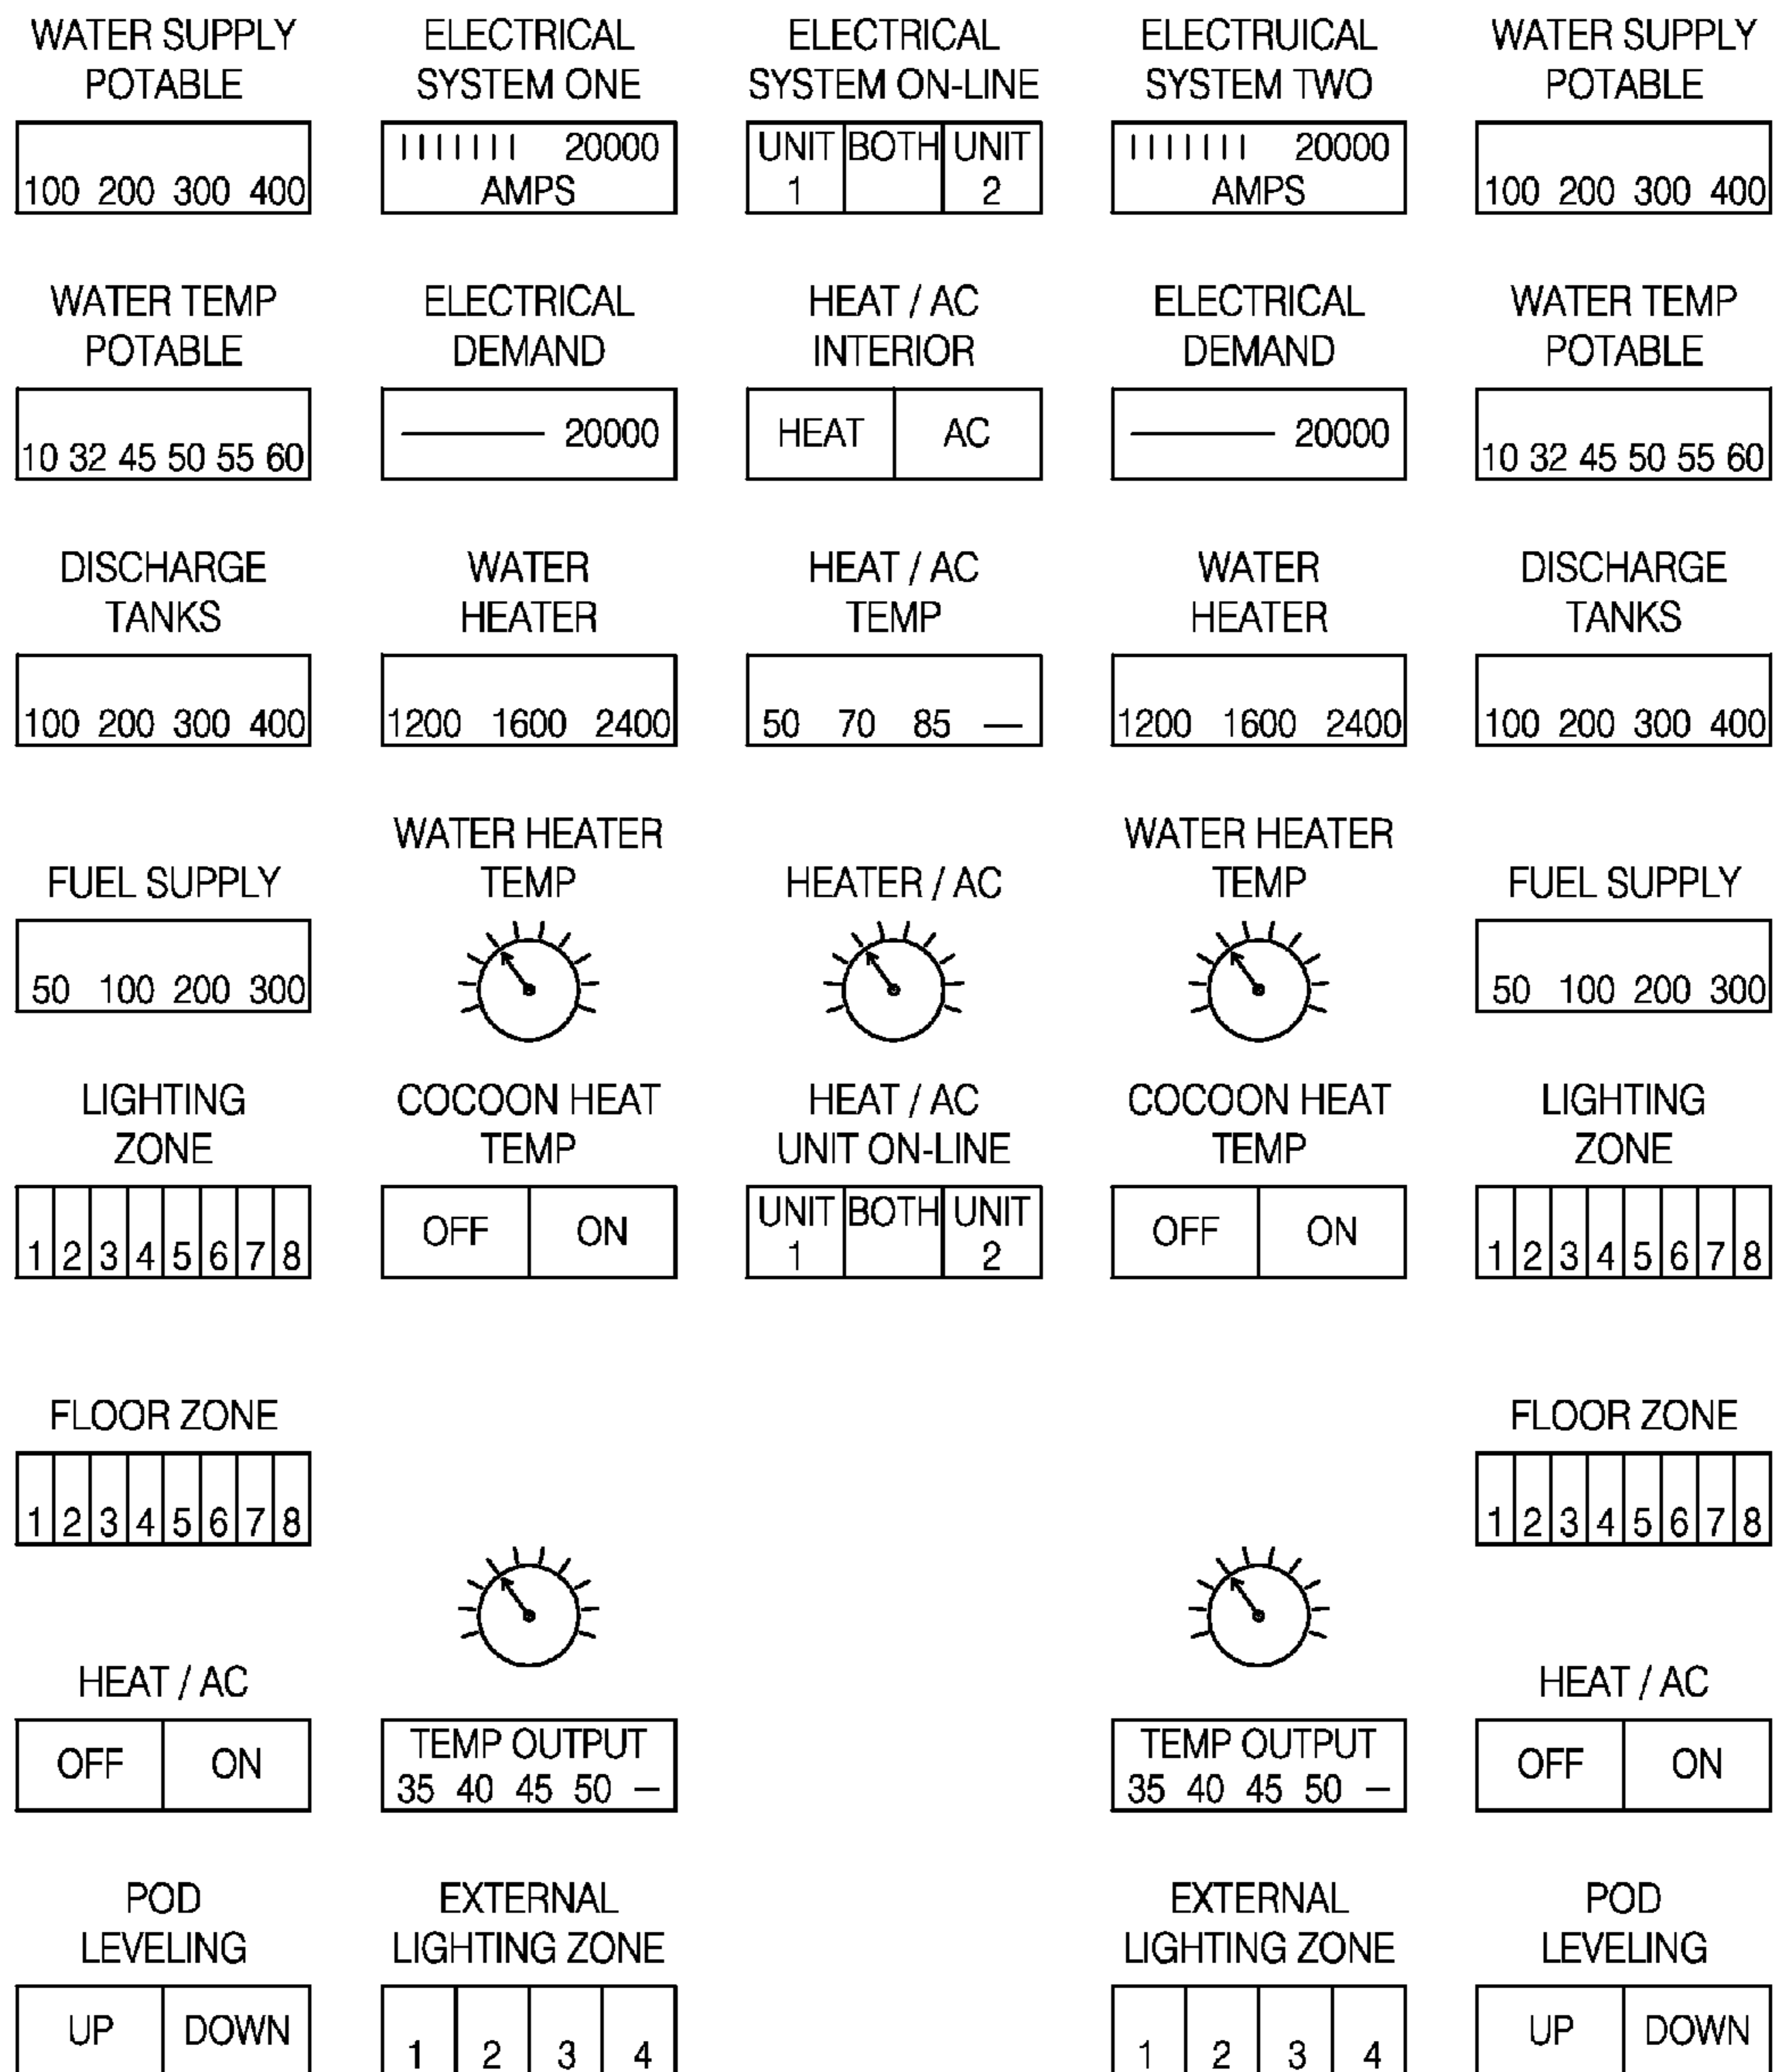 WATER SUPPLY POTABLE
100 200 300 400
ELECTRICAL SYSTEM ONE
20000
AMPS
ELECTRICAL SYSTEM ON-LINE
UNIT 1 BOTH UNIT 2
ELECTRUICAL SYSTEM TWO
20000
AMPS
WATER SUPPLY POTABLE
100 200 300 400
WATER TEMP POTABLE
10 32 45 50 55 60
ELECTRICAL DEMAND
20000
HEAT / AC INTERIOR
HEAT AC
ELECTRICAL DEMAND
20000
WATER TEMP POTABLE
10 32 45 50 55 60
DISCHARGE TANKS
100 200 300 400
WATER HEATER
1200 1600 2400
HEAT / AC TEMP
50 70 85 —
WATER HEATER
1200 1600 2400
DISCHARGE TANKS
100 200 300 400
FUEL SUPPLY
50 100 200 300
WATER HEATER TEMP
HEATER / AC
WATER HEATER TEMP
FUEL SUPPLY
50 100 200 300
LIGHTING ZONE
1 2 3 4 5 6 7 8
COCOON HEAT TEMP
OFF ON
HEAT / AC UNIT ON-LINE
UNIT 1 BOTH UNIT 2
COCOON HEAT TEMP
OFF ON
LIGHTING ZONE
1 2 3 4 5 6 7 8
FLOOR ZONE
1 2 3 4 5 6 7 8
FLOOR ZONE
1 2 3 4 5 6 7 8
HEAT / AC
OFF ON
TEMP OUTPUT
35 40 45 50 —
TEMP OUTPUT
35 40 45 50 —
HEAT / AC
OFF ON
POD LEVELING
UP DOWN
EXTERNAL LIGHTING ZONE
1 2 3 4
EXTERNAL LIGHTING ZONE
1 2 3 4
POD LEVELING
UP DOWN